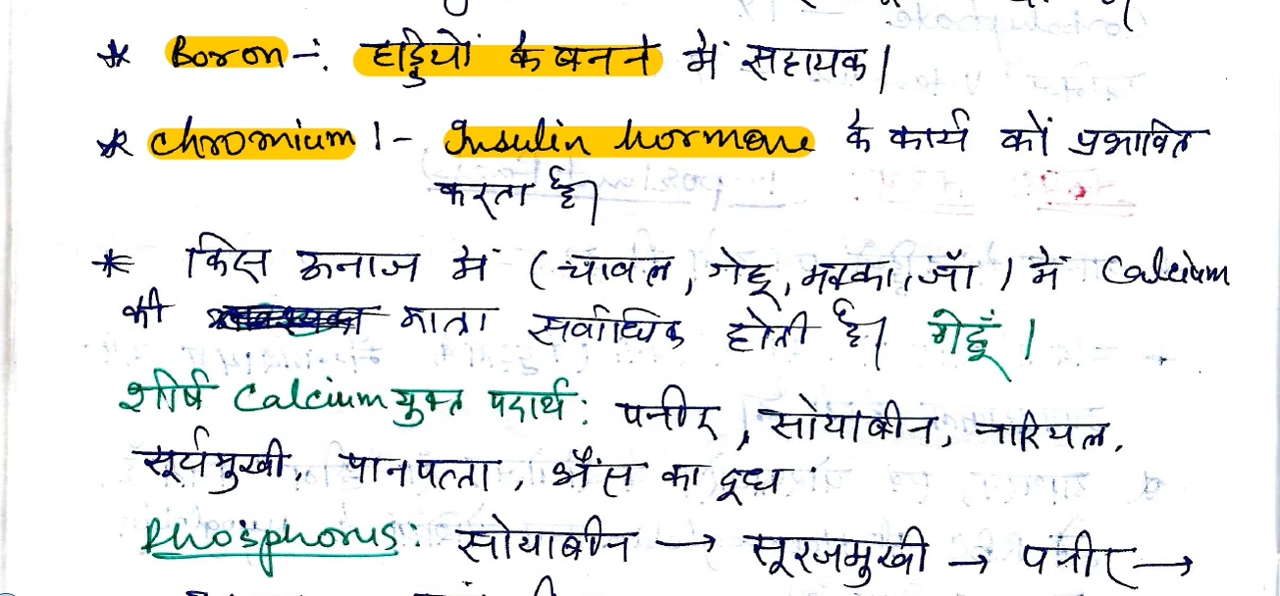 * Boron -: हड्डियों के बनने में सहायक।
* chromium :- Insulin hormone के कार्य को प्रभावित
करता है।
* किस अनाज में (चावल, गेहू, मक्का, जॉ ) में Calcium
की मात्रा सर्वाधिक होती है। गेहूँ।
शीर्ष Calcium युक्त पदार्थ: पनीर, सोयाबीन, नारियल,
सूर्यमुखी, पानपत्ता, भैंस का दूध
Phosphorus: सोयाबीन → सूरजमुखी → पनीर →